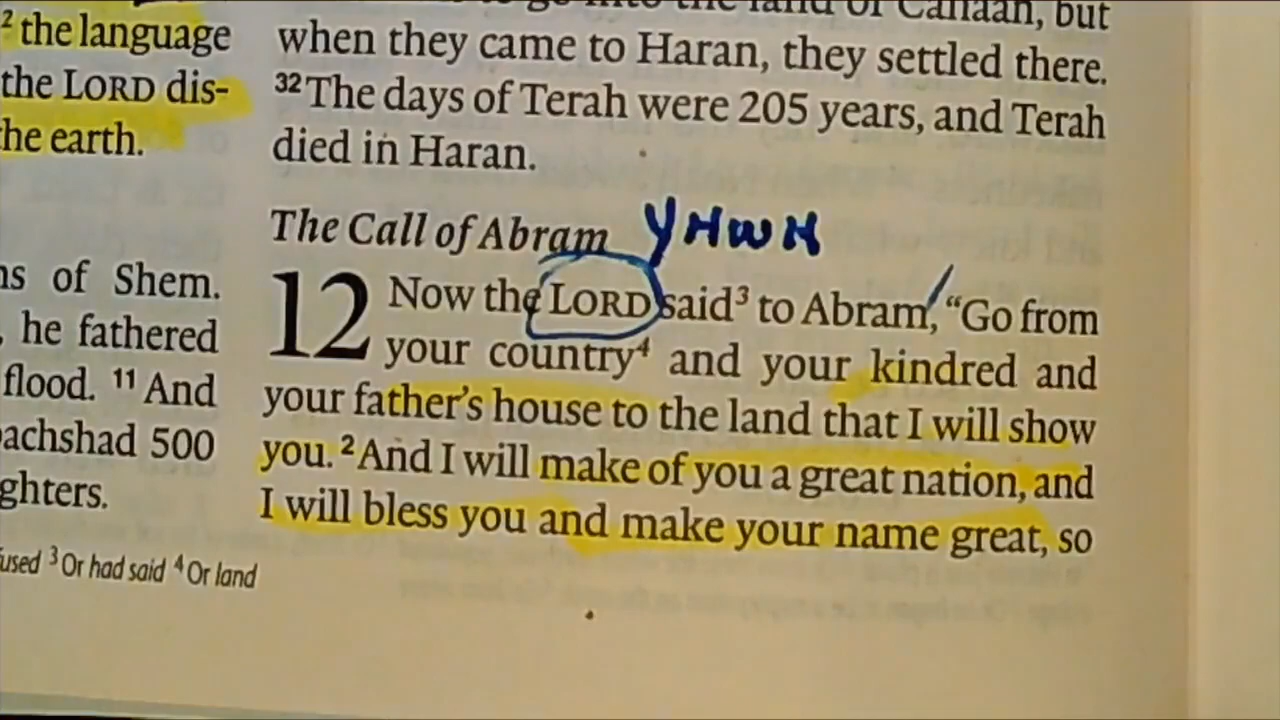 ² the language
the LORD dis-
the earth.
ns of Shem.
, he fathered
flood. ¹¹ And
pachshad 500
ghters.
fused ³ Or had said ⁴ Or land
to go into the land of Canaan, but
when they came to Haran, they settled there.
³²The days of Terah were 205 years, and Terah
died in Haran.
The Call of Abram YHWH
12 Now the LORD said³ to Abram, “Go from
your country⁴ and your kindred and
your father’s house to the land that I will show
you. ²And I will make of you a great nation, and
I will bless you and make your name great, so